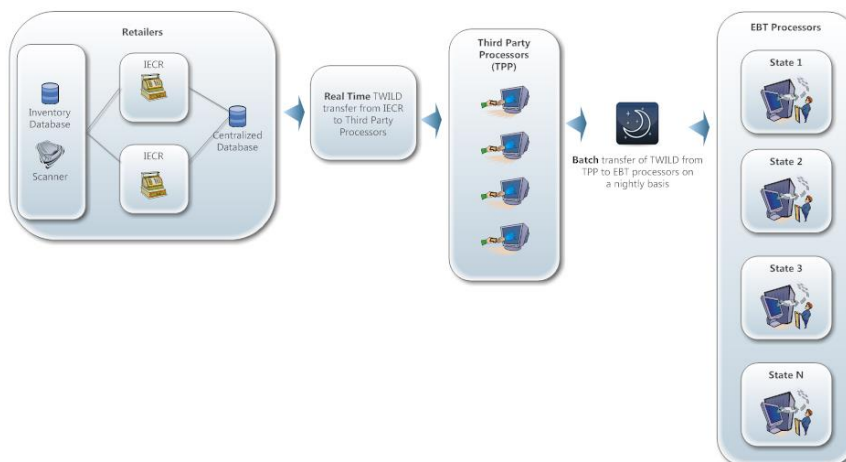 Retailers
IECR
Inventory
Database
Scanner
IECR
Centralized
Database
Real Time TWILD
transfer from IECR
to Third Party
Processors
Third Party
Processors
(TPP)
Batch transfer of TWILD from
TPP to EBT processors on
a nightly basis
EBT Processors
State 1
State 2
State 3
State N